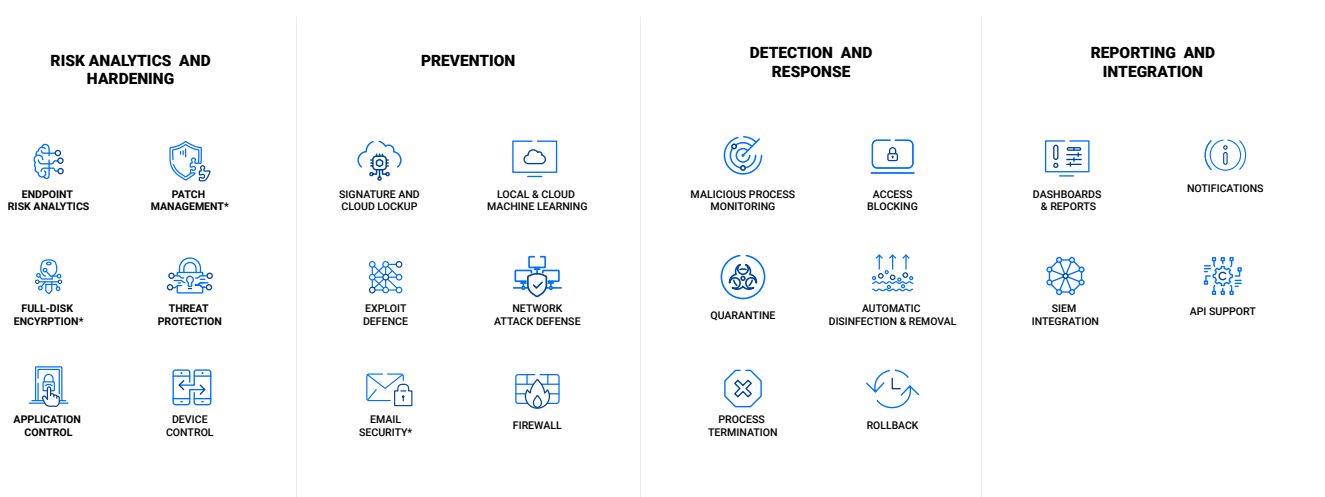 RISK ANALYTICS AND
HARDENING
ENDPOINT
RISK ANALYTICS
PATCH
MANAGEMENT*
FULL-DISK
ENCYRPTION*
THREAT
PROTECTION
APPLICATION
CONTROL
DEVICE
CONTROL
PREVENTION
SIGNATURE AND
CLOUD LOCKUP
LOCAL & CLOUD
MACHINE LEARNING
EXPLOIT
DEFENCE
NETWORK
ATTACK DEFENSE
EMAIL
SECURITY*
FIREWALL
DETECTION AND
RESPONSE
MALICIOUS PROCESS
MONITORING
ACCESS
BLOCKING
QUARANTINE
AUTOMATIC
DISINFECTION & REMOVAL
PROCESS
TERMINATION
ROLLBACK
REPORTING AND
INTEGRATION
DASHBOARDS
& REPORTS
NOTIFICATIONS
SIEM
INTEGRATION
API SUPPORT